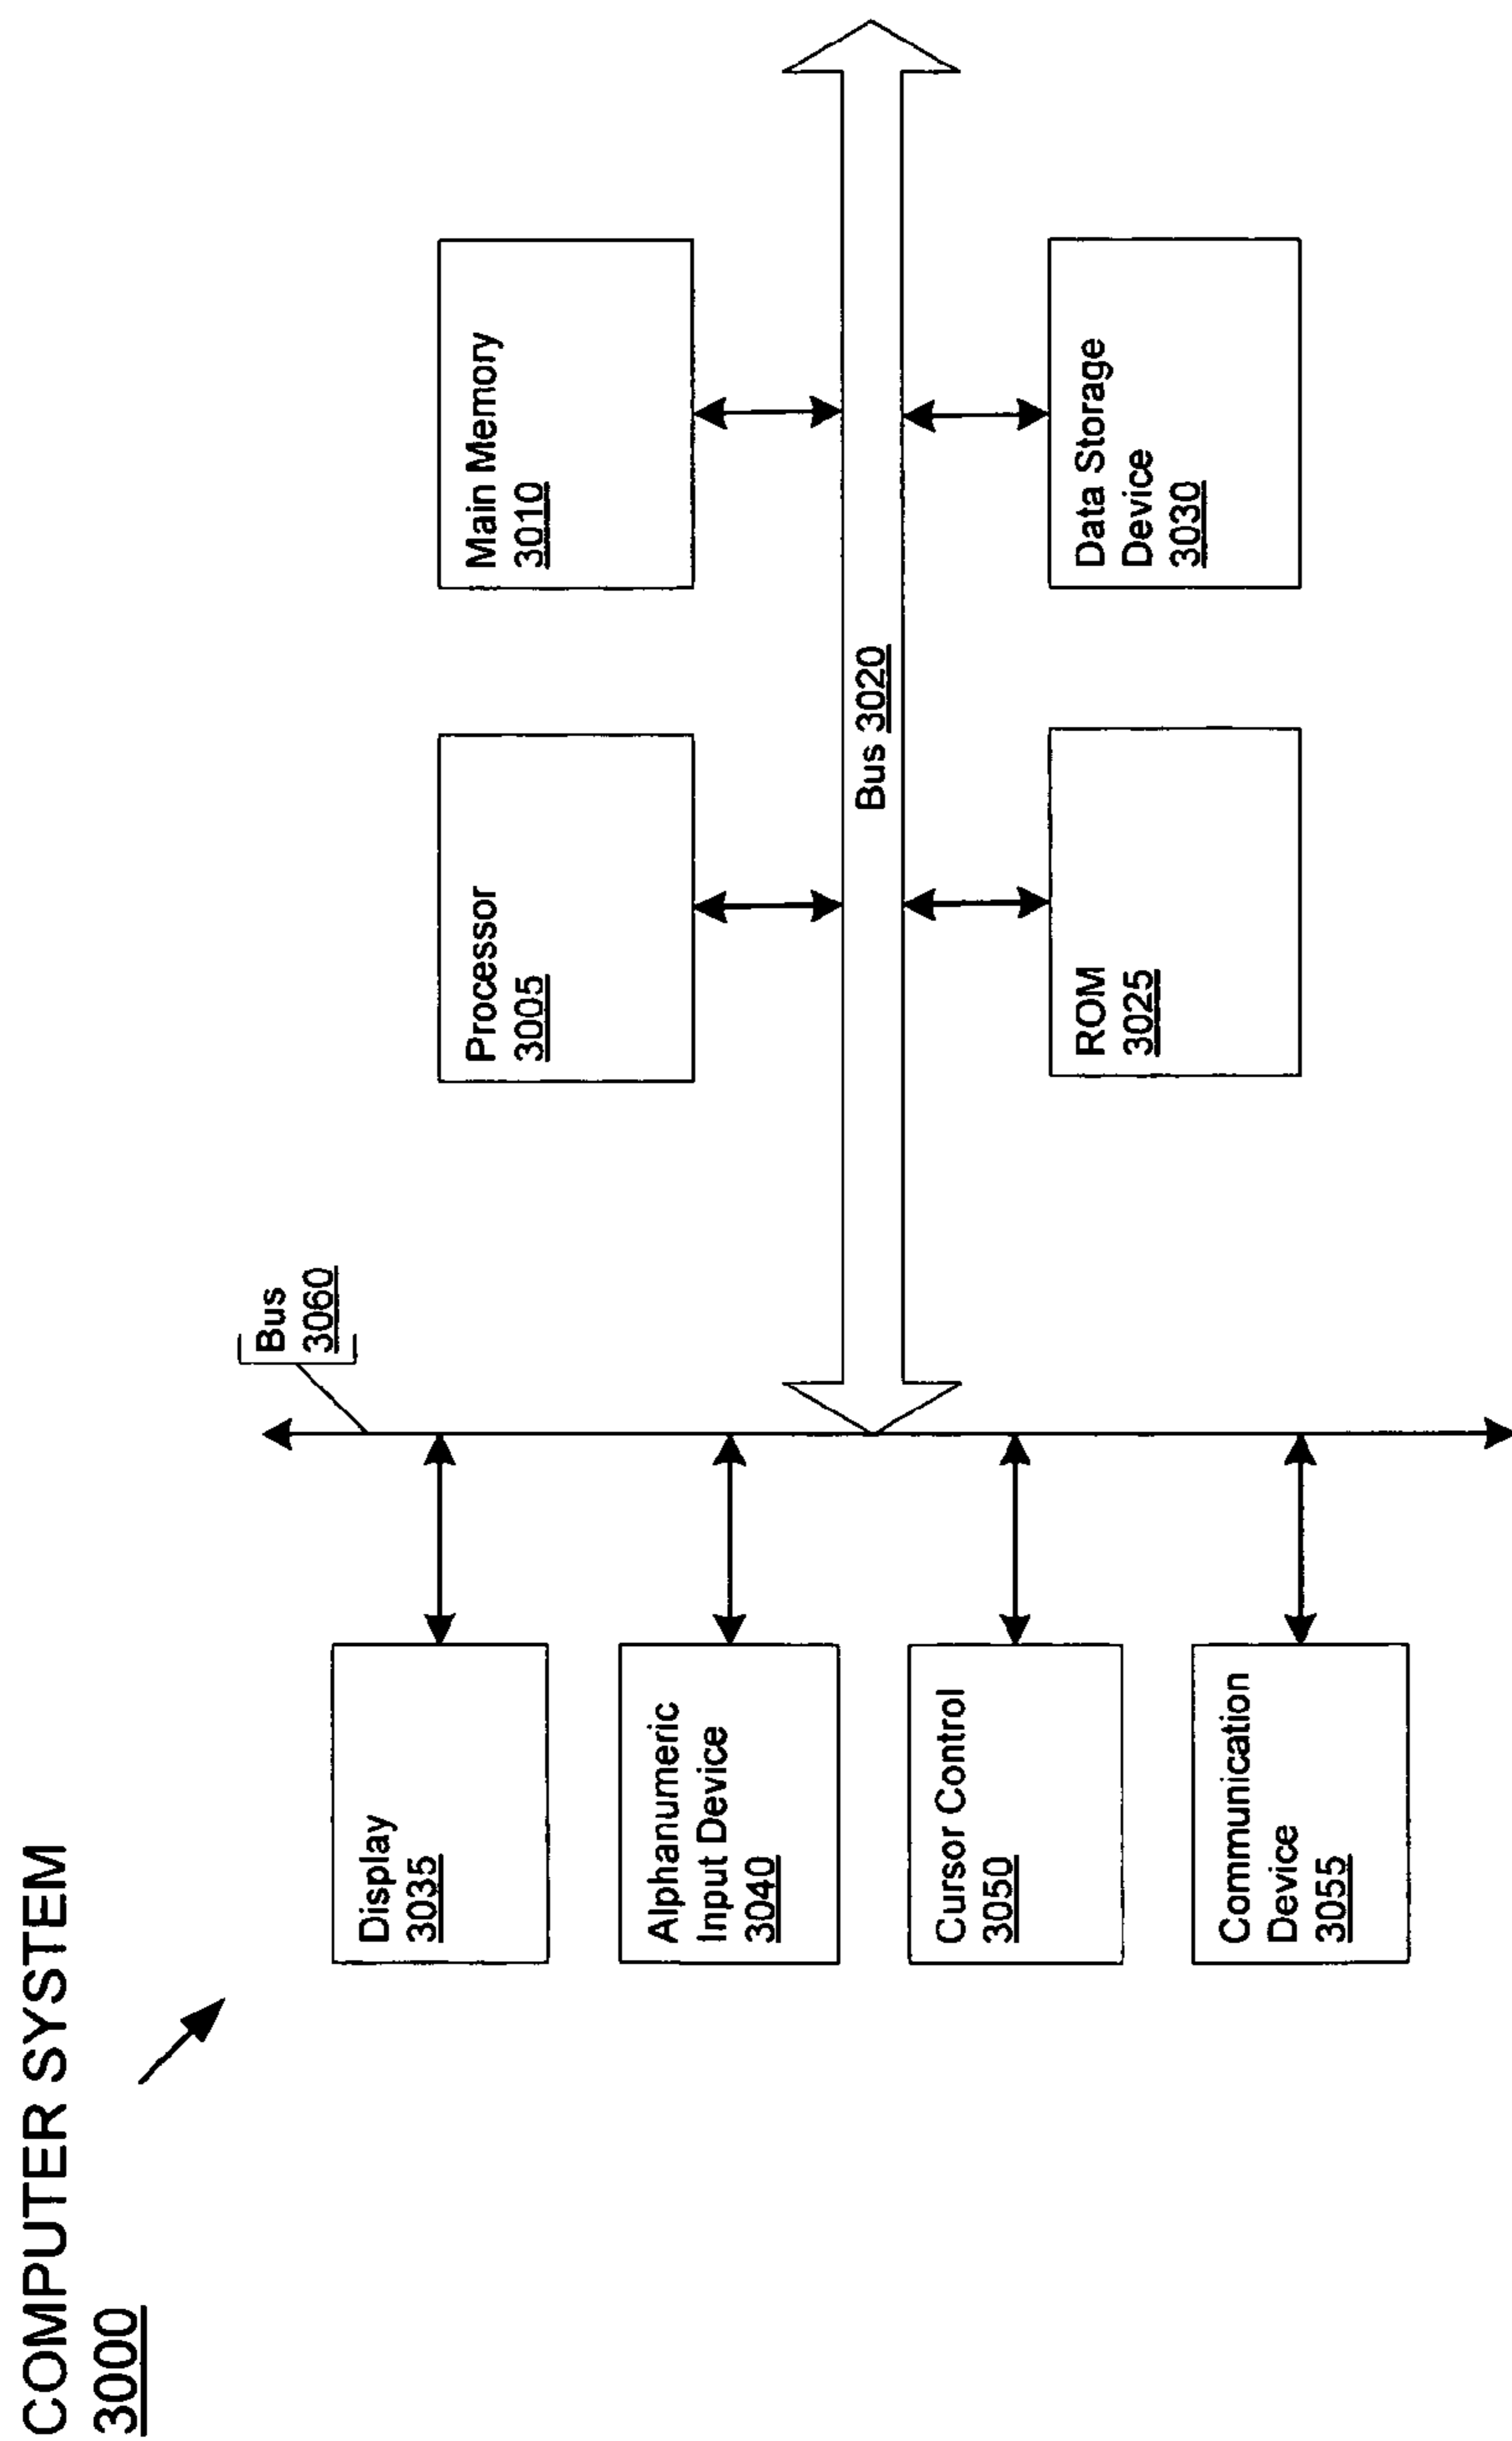 COMPUTER SYSTEM
3000
Bus
3060
Display
3035
Alphanumeric
Input Device
3040
Cursor Control
3050
Communication
Device
3055
Processor
3005
Main Memory
3010
Bus 3020
ROM
3025
Data Storage
Device
3030